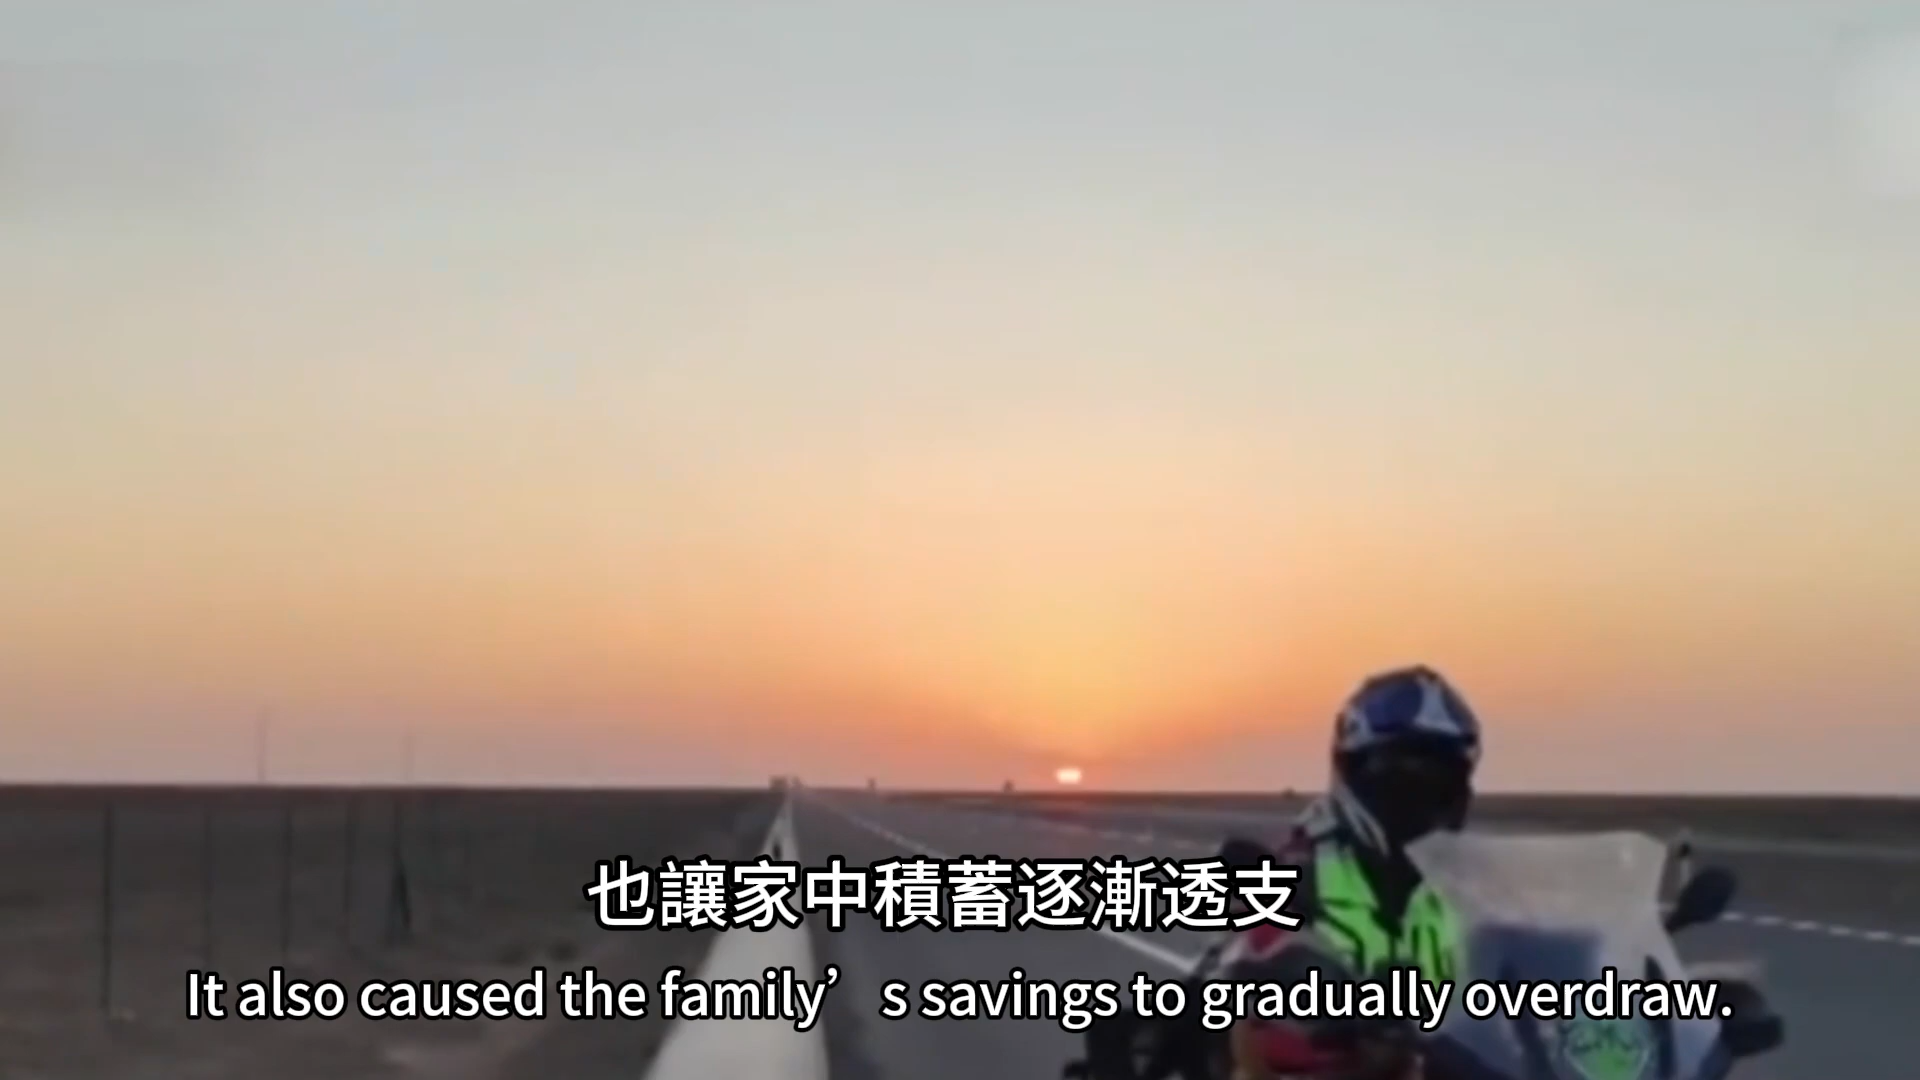 也讓家中積蓄逐漸透支
It also caused the family’s savings to gradually overdraw.